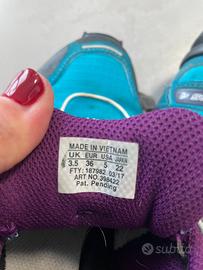 MADE IN VIETNAM
UK EUR USA JAPAN
3.5 36 5 22
FTY: 187982 03/17
ART NO: 398422
Pat. Pending
subito